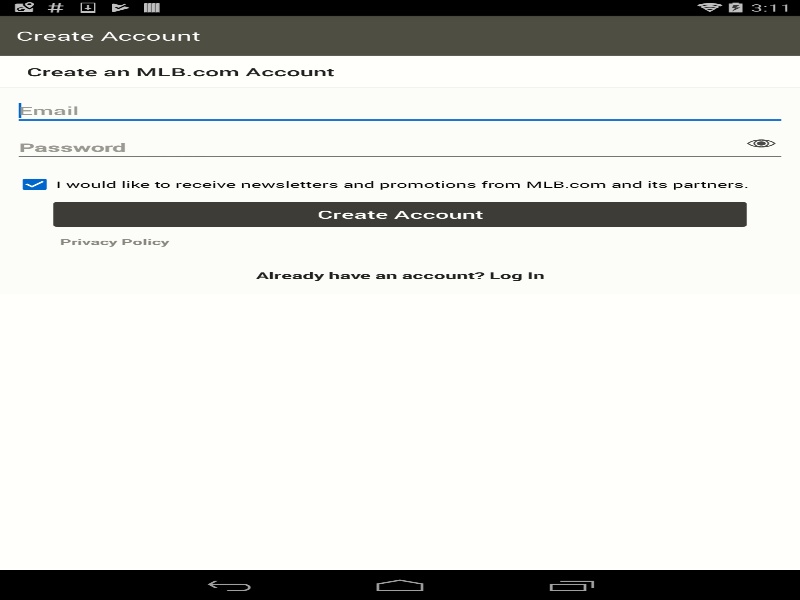 3:11
Create Account
Create an MLB.com Account
Email
Password
I would like to receive newsletters and promotions from MLB.com and its partners.
Create Account
Privacy Policy
Already have an account? Log In